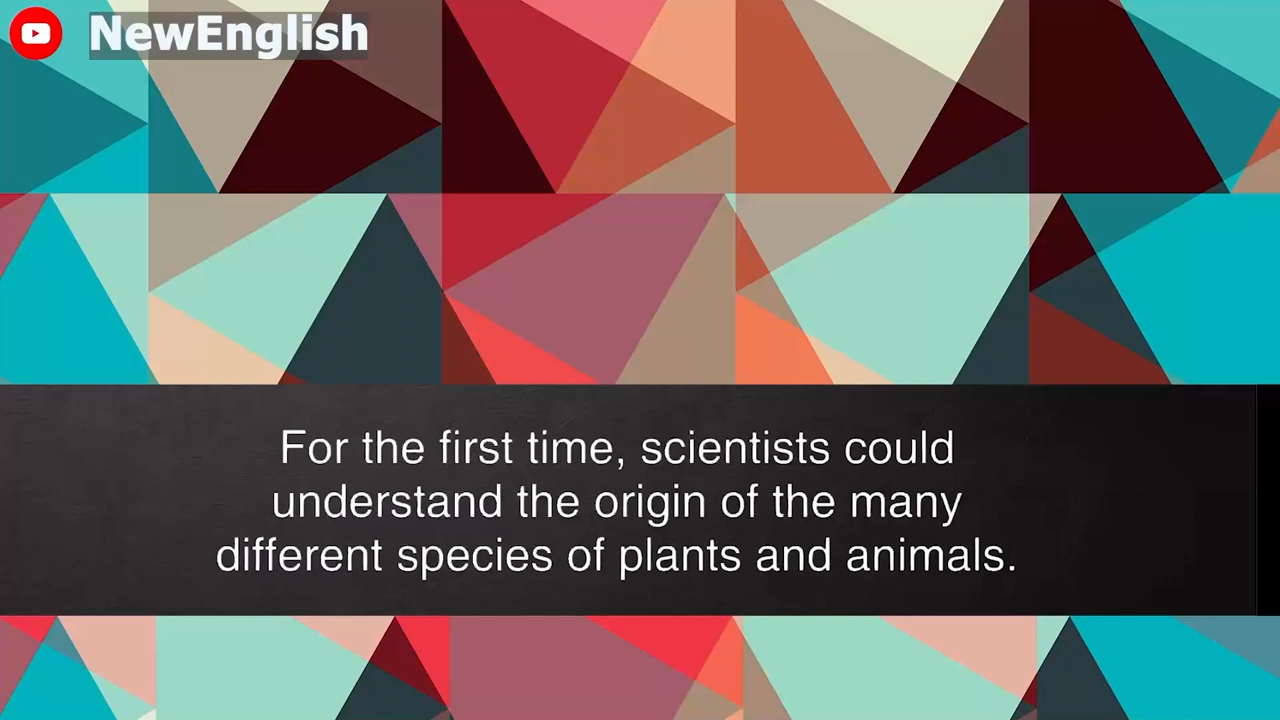 NewEnglish
For the first time, scientists could
understand the origin of the many
different species of plants and animals.